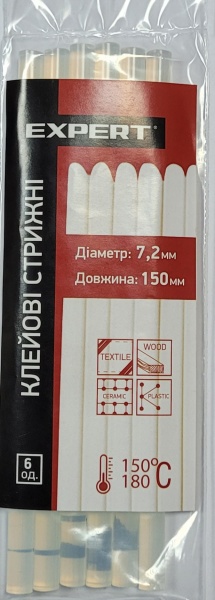 EXPERT®
КЛЕЙОВІ СТРИЖНІ
6
од.
Діаметр: 7,2мм
Довжина: 150мм
TEXTILE
WOOD
CERAMIC
PLASTIC
150°
180 C